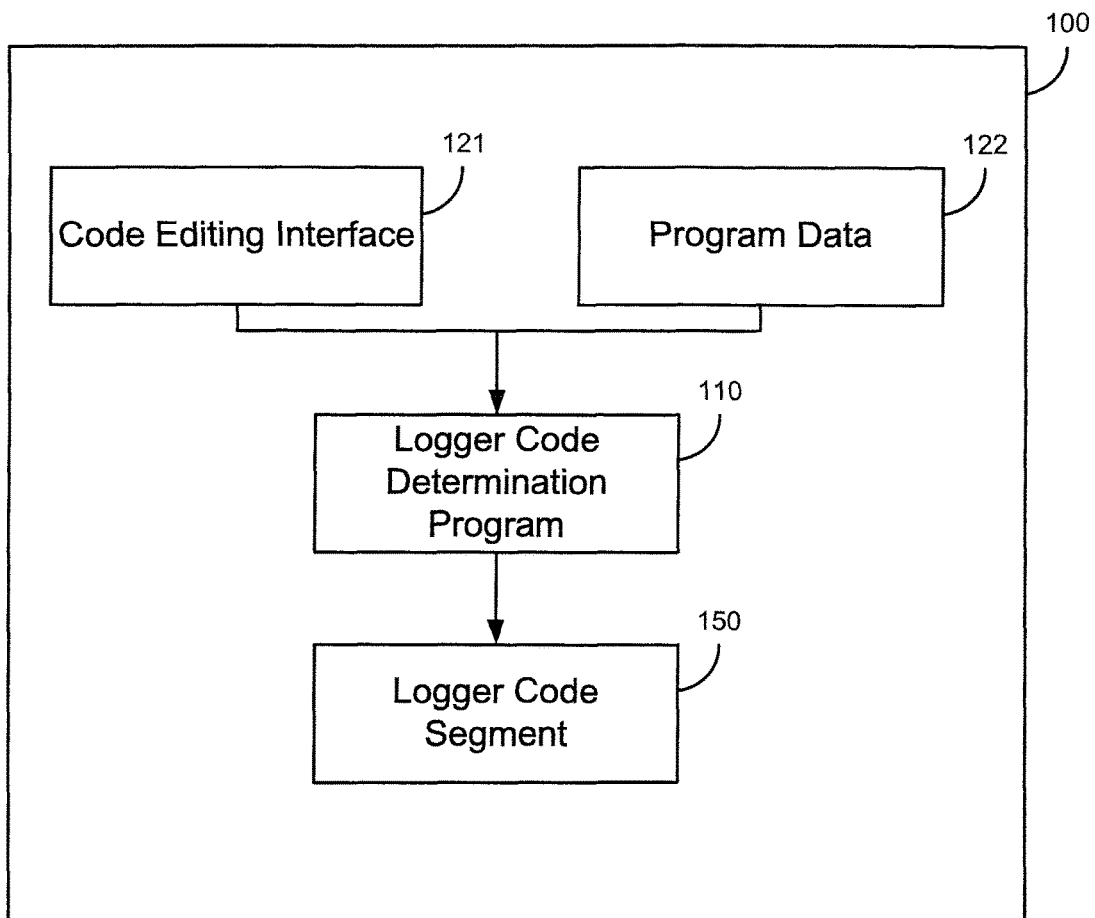 100
121
122
Code Editing Interface
Program Data
110
Logger Code
Determination
Program
150
Logger Code
Segment